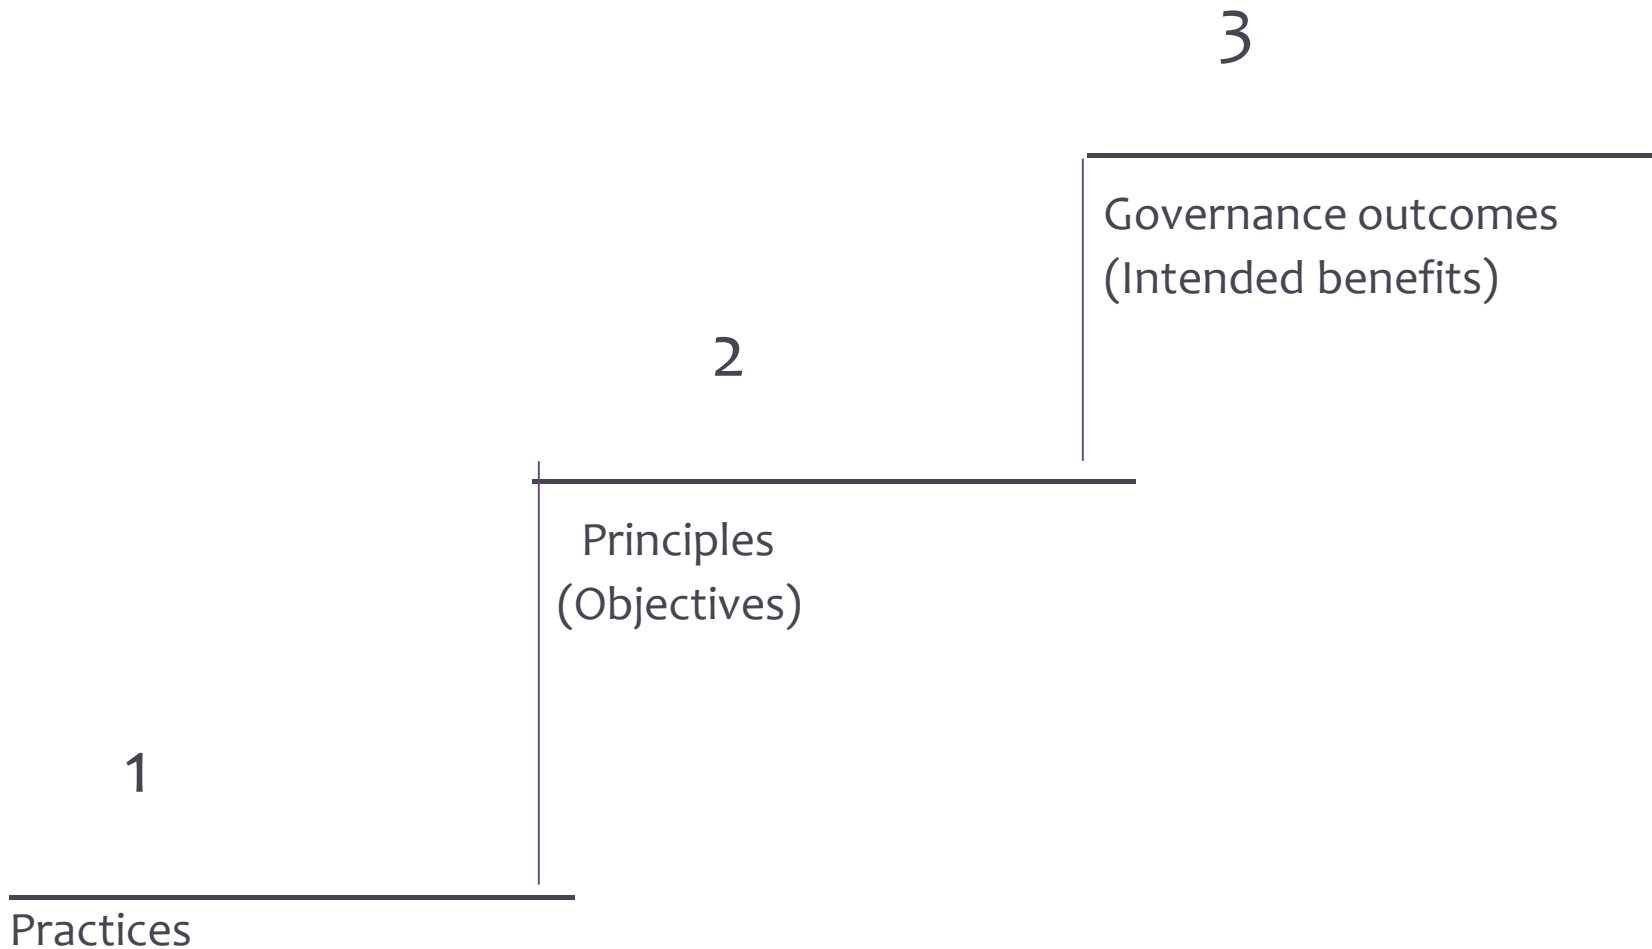 3
Governance outcomes
(Intended benefits)
2
Principles
(Objectives)
1
Practices